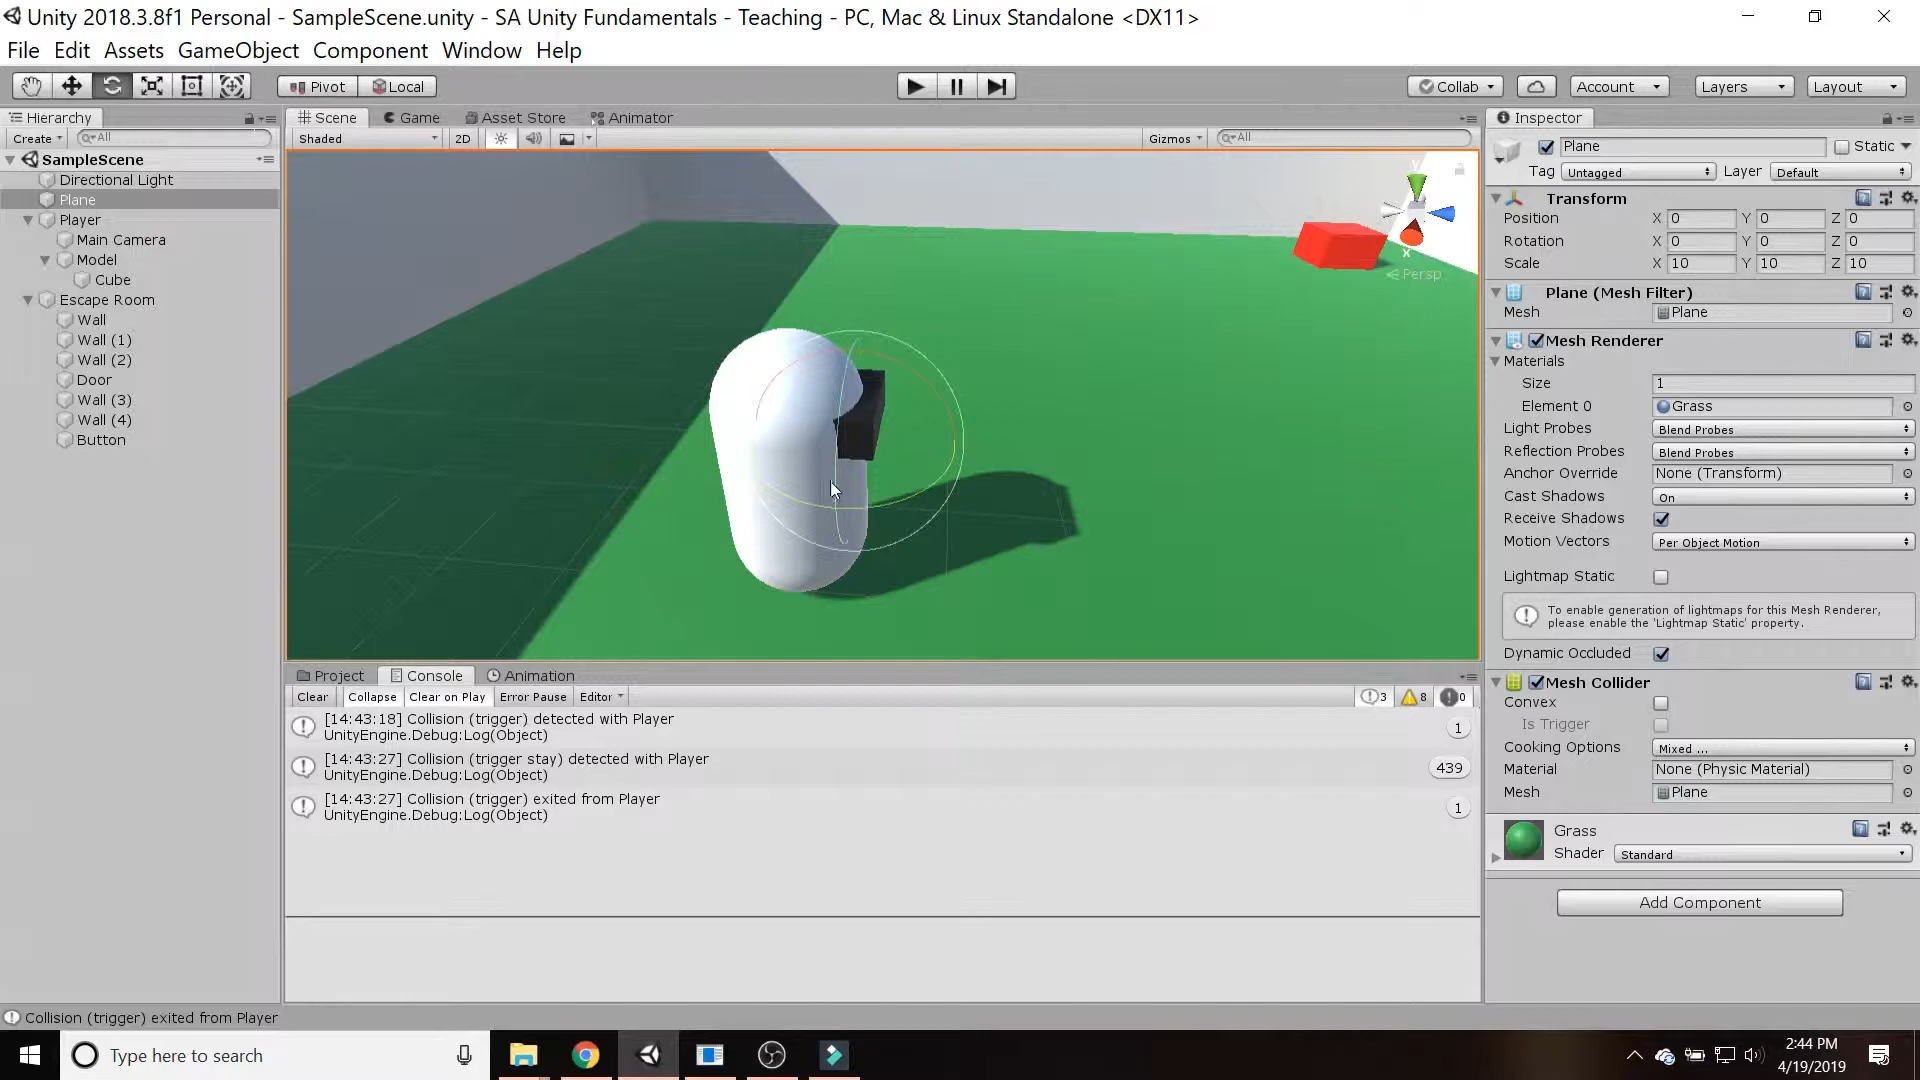 Unity 2018.3.8f1 Personal - SampleScene.unity - SA Unity Fundamentals - Teaching - PC, Mac & Linux Standalone <DX11>
File Edit Assets GameObject Component Window Help
Pivot Local Collab Account Layers Layout
Hierarchy
Create All
SampleScene
Directional Light
Plane
Player
Main Camera
Model
Cube
Escape Room
Wall
Wall (1)
Wall (2)
Door
Wall (3)
Wall (4)
Button
Scene Game Asset Store Animator
Shaded 2D Gizmos All
y
x
Persp
Project Console Animation
Clear Collapse Clear on Play Error Pause Editor 3 8 0
[14:43:18] Collision (trigger) detected with Player
UnityEngine.Debug:Log(Object)
1
[14:43:27] Collision (trigger stay) detected with Player
UnityEngine.Debug:Log(Object)
439
[14:43:27] Collision (trigger) exited from Player
UnityEngine.Debug:Log(Object)
1
Inspector
Plane Static
Tag Untagged Layer Default
Transform
Position X 0 Y 0 Z 0
Rotation X 0 Y 0 Z 0
Scale X 10 Y 10 Z 10
Plane (Mesh Filter)
Mesh Plane
Mesh Renderer
Materials
Size 1
Element 0 Grass
Light Probes Blend Probes
Reflection Probes Blend Probes
Anchor Override None (Transform)
Cast Shadows On
Receive Shadows
Motion Vectors Per Object Motion
Lightmap Static
To enable generation of lightmaps for this Mesh Renderer,
please enable the 'Lightmap Static' property.
Dynamic Occluded
Mesh Collider
Convex
Is Trigger
Cooking Options Mixed ...
Material None (Physic Material)
Mesh Plane
Grass
Shader Standard
Add Component
Collision (trigger) exited from Player
Type here to search
2:44 PM
4/19/2019